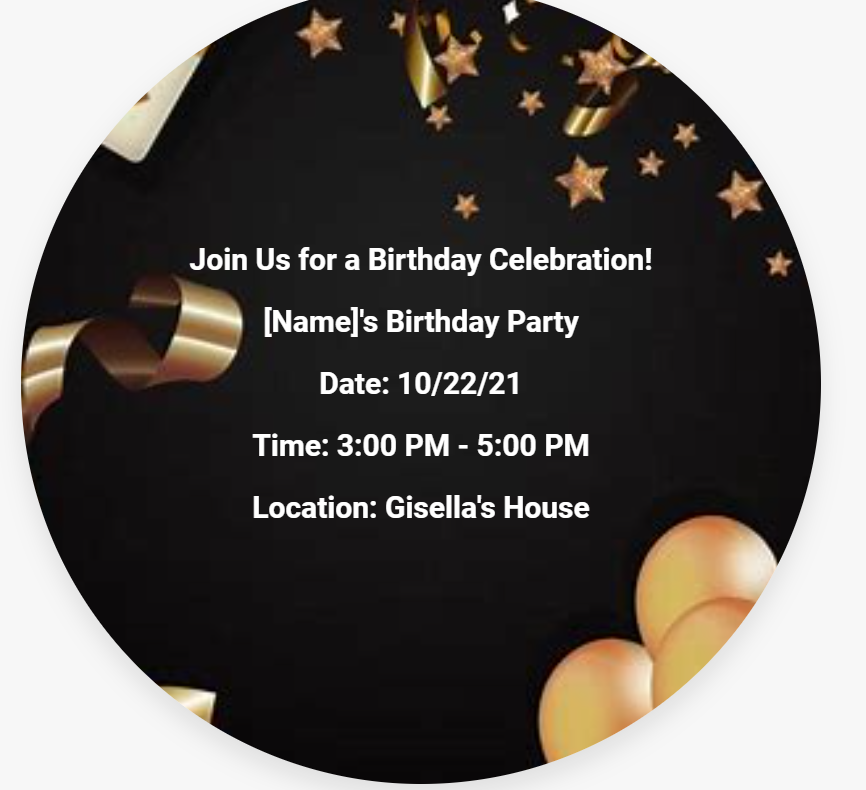 Join Us for a Birthday Celebration!
[Name]'s Birthday Party
Date: 10/22/21
Time: 3:00 PM - 5:00 PM
Location: Gisella's House